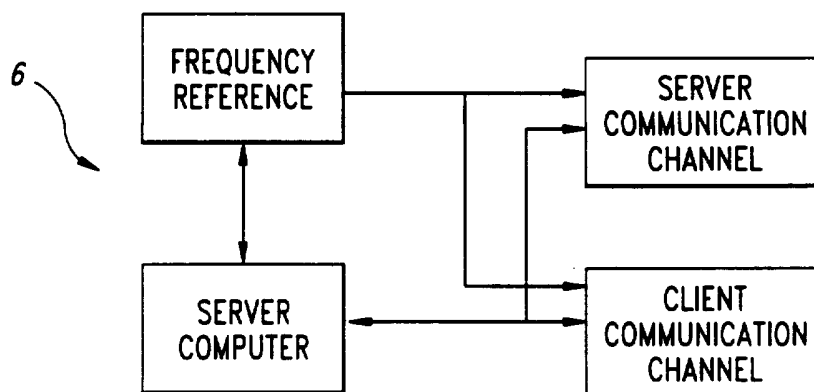 6
FREQUENCY
REFERENCE
SERVER
COMMUNICATION
CHANNEL
SERVER
COMPUTER
CLIENT
COMMUNICATION
CHANNEL